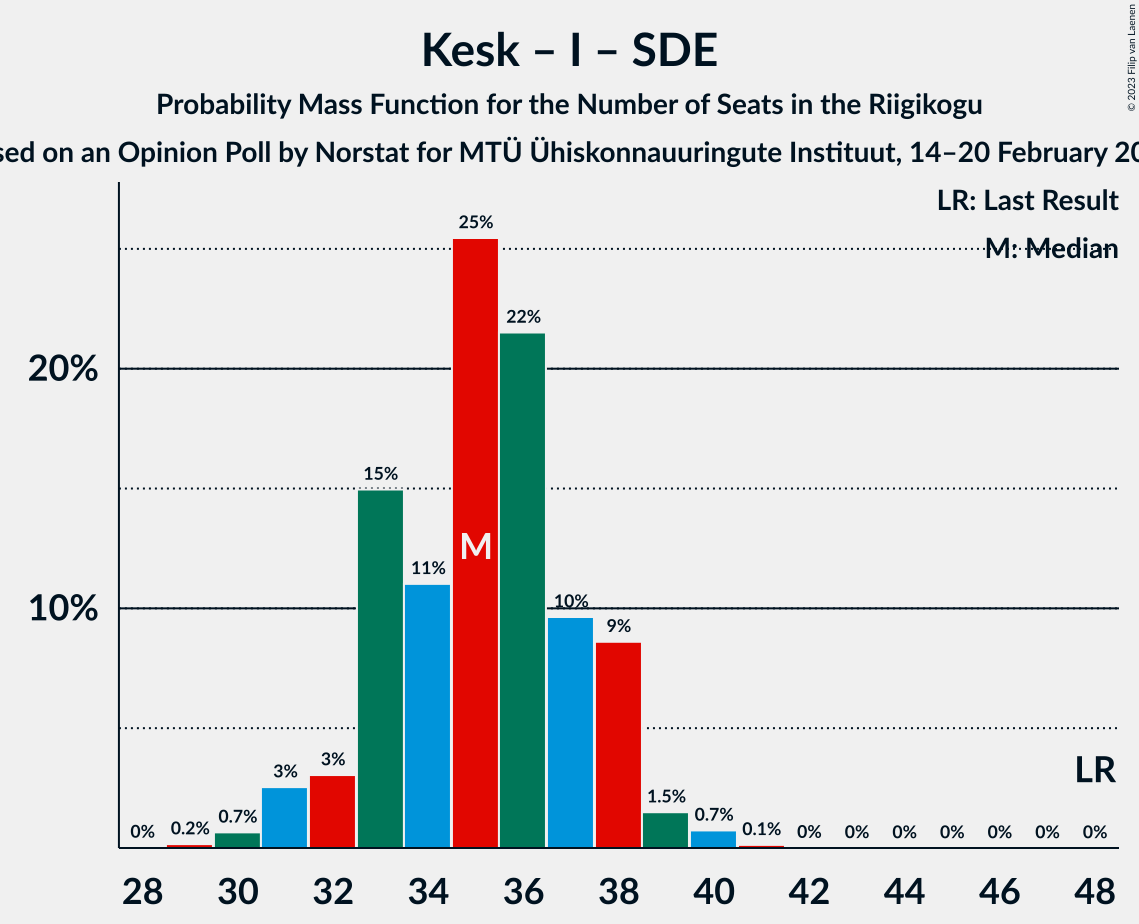 Kesk – I – SDE
Probability Mass Function for the Number of Seats in the Riigikogu
on an Opinion Poll by Norstat for MTÜ Ühiskonnauuringute Instituut, 14–20 February
© 2023 Filip van Laenen
LR: Last Result
M: Median
25%
22%
20%
15%
M
11%
10%
10%
9%
LR
3%
3%
1.5%
0.7%
0.7%
0% 0.2% 0.1% 0% 0% 0% 0% 0% 0% 0%
28 30 32 34 36 38 40 42 44 46 48